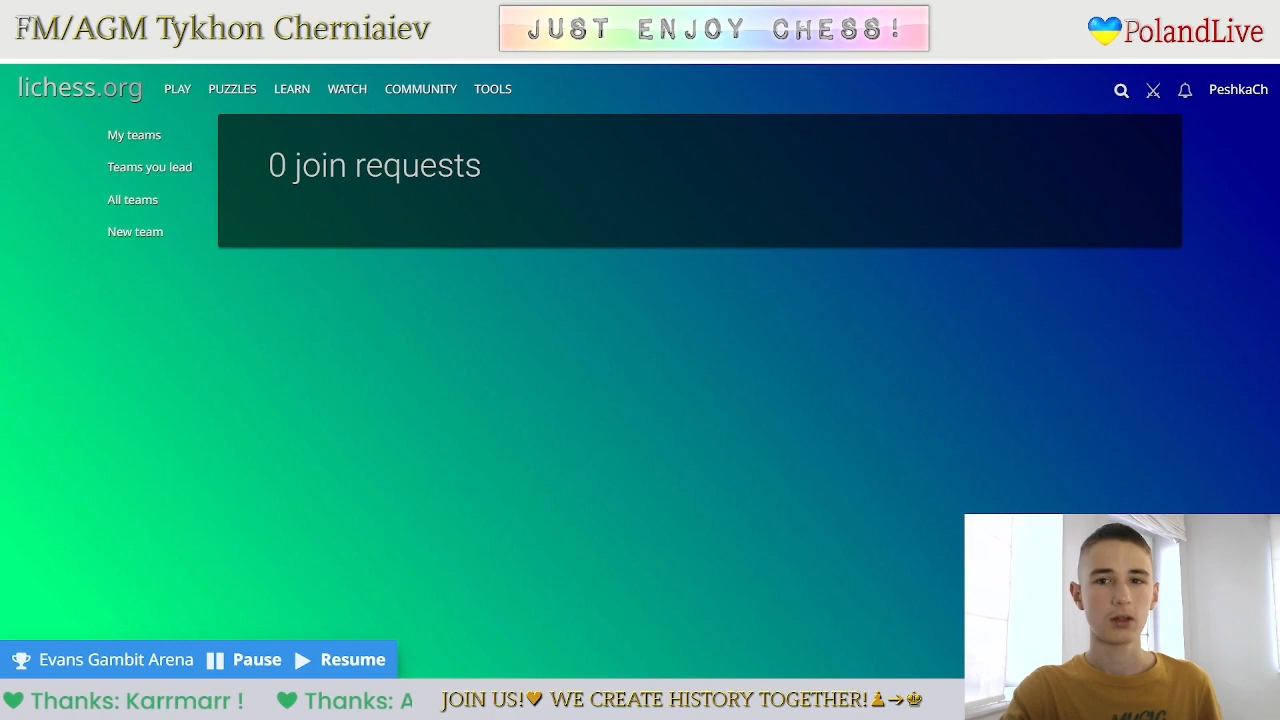 FM/AGM Tykhon Cherniaiev
JUST ENJOY CHESS!
PolandLive
lichess.org PLAY PUZZLES LEARN WATCH COMMUNITY TOOLS PeshkaCh
My teams
Teams you lead
All teams
New team
0 join requests
Evans Gambit Arena Pause Resume
Thanks: Karrmarr ! Thanks: A
JOIN US! WE CREATE HISTORY TOGETHER!
MUSIC